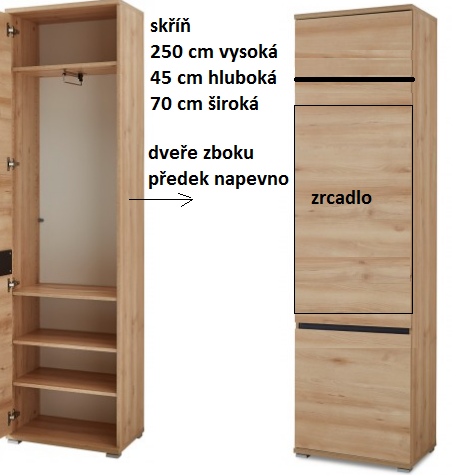 skříň
250 cm vysoká
45 cm hluboká
70 cm široká
dveře zboku
předek napevno
zrcadlo